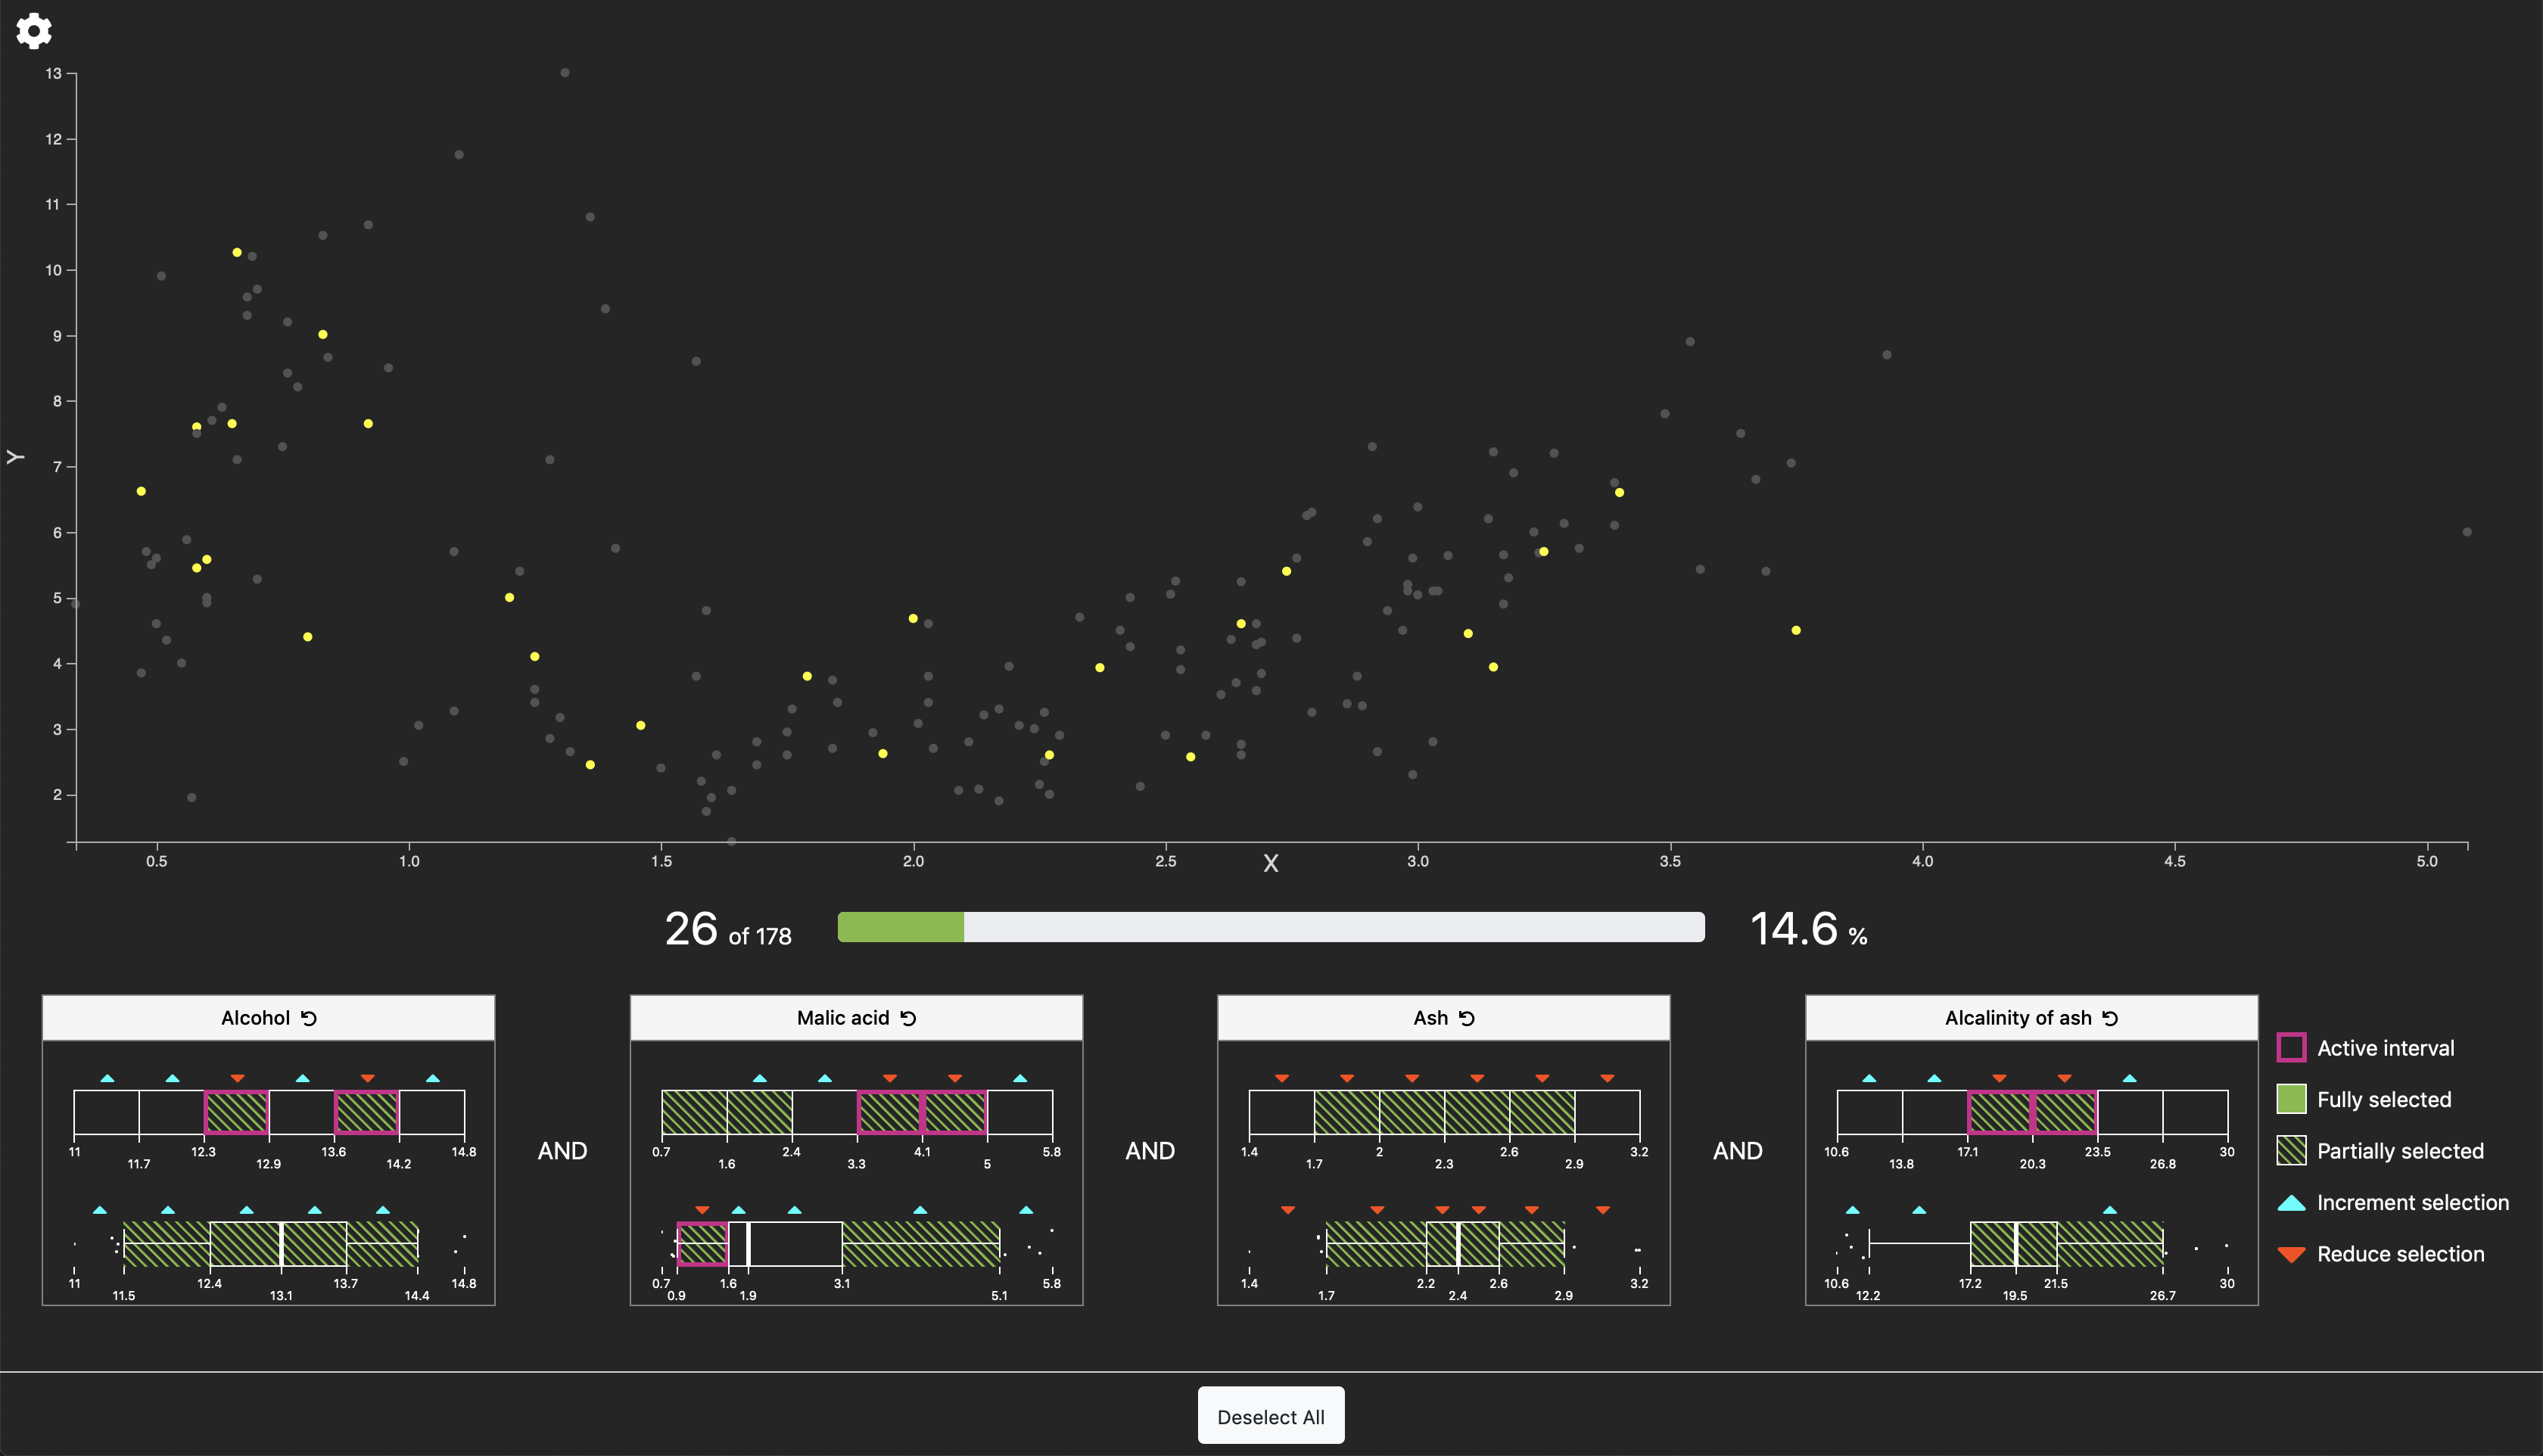 13
12
11
10
9
8
7
6
5
4
3
2
Y
0.5 1.0 1.5 2.0 2.5 3.0 3.5 4.0 4.5 5.0
X
26 of 178 14.6 %
Alcohol
11 12.3 13.6 14.8
11.7 12.9 14.2
11 12.4 13.7 14.8
11.5 13.1 14.4
AND
Malic acid
0.7 2.4 4.1 5.8
1.6 3.3 5
0.7 1.6 3.1 5.8
0.9 1.9 5.1
AND
Ash
1.4 2 2.6 3.2
1.7 2.3 2.9
1.4 2.2 2.6 3.2
1.7 2.4 2.9
AND
Alcalinity of ash
10.6 17.1 23.5 30
13.8 20.3 26.8
10.6 17.2 21.5 30
12.2 19.5 26.7
Active interval
Fully selected
Partially selected
Increment selection
Reduce selection
Deselect All